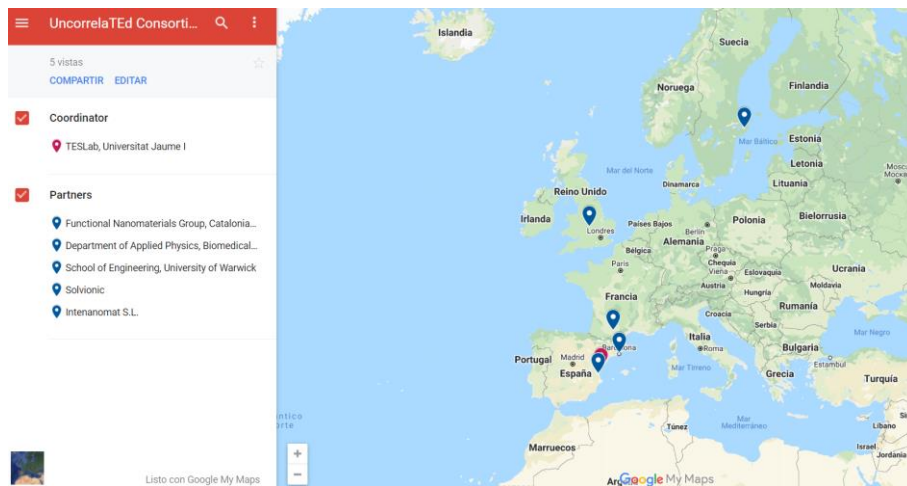 UncorrelaTEd Consorti...
5 vistas
COMPARTIR EDITAR
Coordinator
TESLab, Universitat Jaume I
Partners
Functional Nanomaterials Group, Catalonia...
Department of Applied Physics, Biomedical...
School of Engineering, University of Warwick
Solvionic
Intenanomat S.L.
Listo con Google My Maps
Islandia
Suecia
Noruega
Finlandia
Mar Báltico
Estonia
Letonia
Lituania
Mar del Norte
Dinamarca
Reino Unido
Irlanda
Londres
Países Bajos
Berlín
Polonia
Bielorrusia
Bélgica
Alemania
Praga
París
Chequia
Viena
Eslovaquia
Ucrania
Austria
Hungría
Moldavia
Francia
Croacia
Rumanía
Serbia
Italia
Bulgaria
Mar Negro
Roma
Portugal
Madrid
España
Mar Tirreno
Grecia
Estambul
Turquía
Túnez
Mar
Mediterráneo
Líbano
Israel
Jordania
Marruecos
Google My Maps